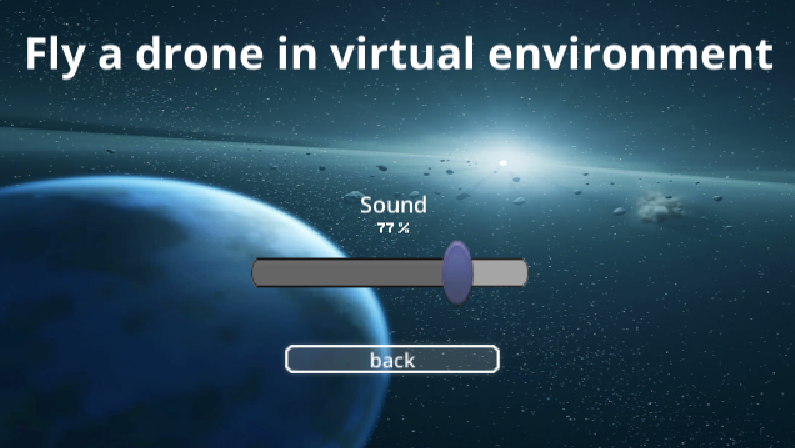 Fly a drone in virtual environment
Sound
77 %
back